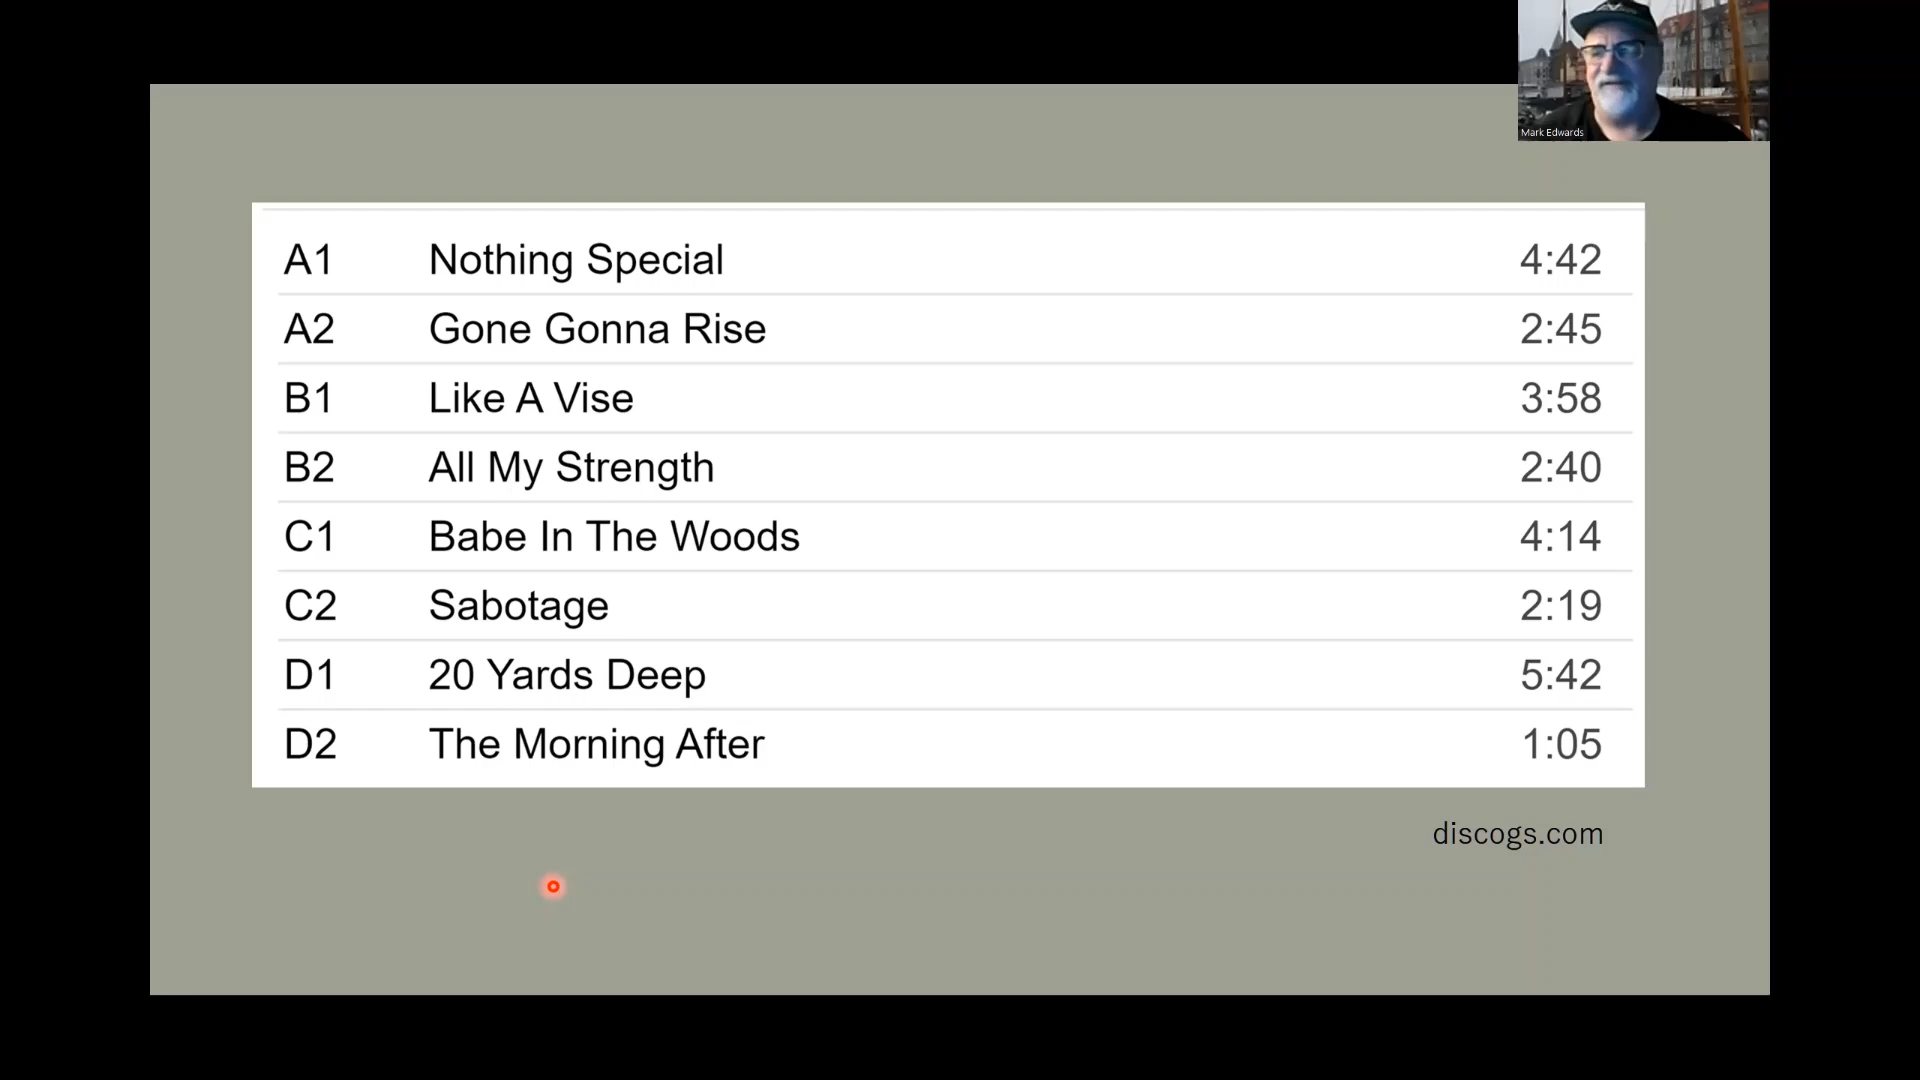 Mark Edwards
A1 Nothing Special 4:42
A2 Gone Gonna Rise 2:45
B1 Like A Vise 3:58
B2 All My Strength 2:40
C1 Babe In The Woods 4:14
C2 Sabotage 2:19
D1 20 Yards Deep 5:42
D2 The Morning After 1:05
discogs.com